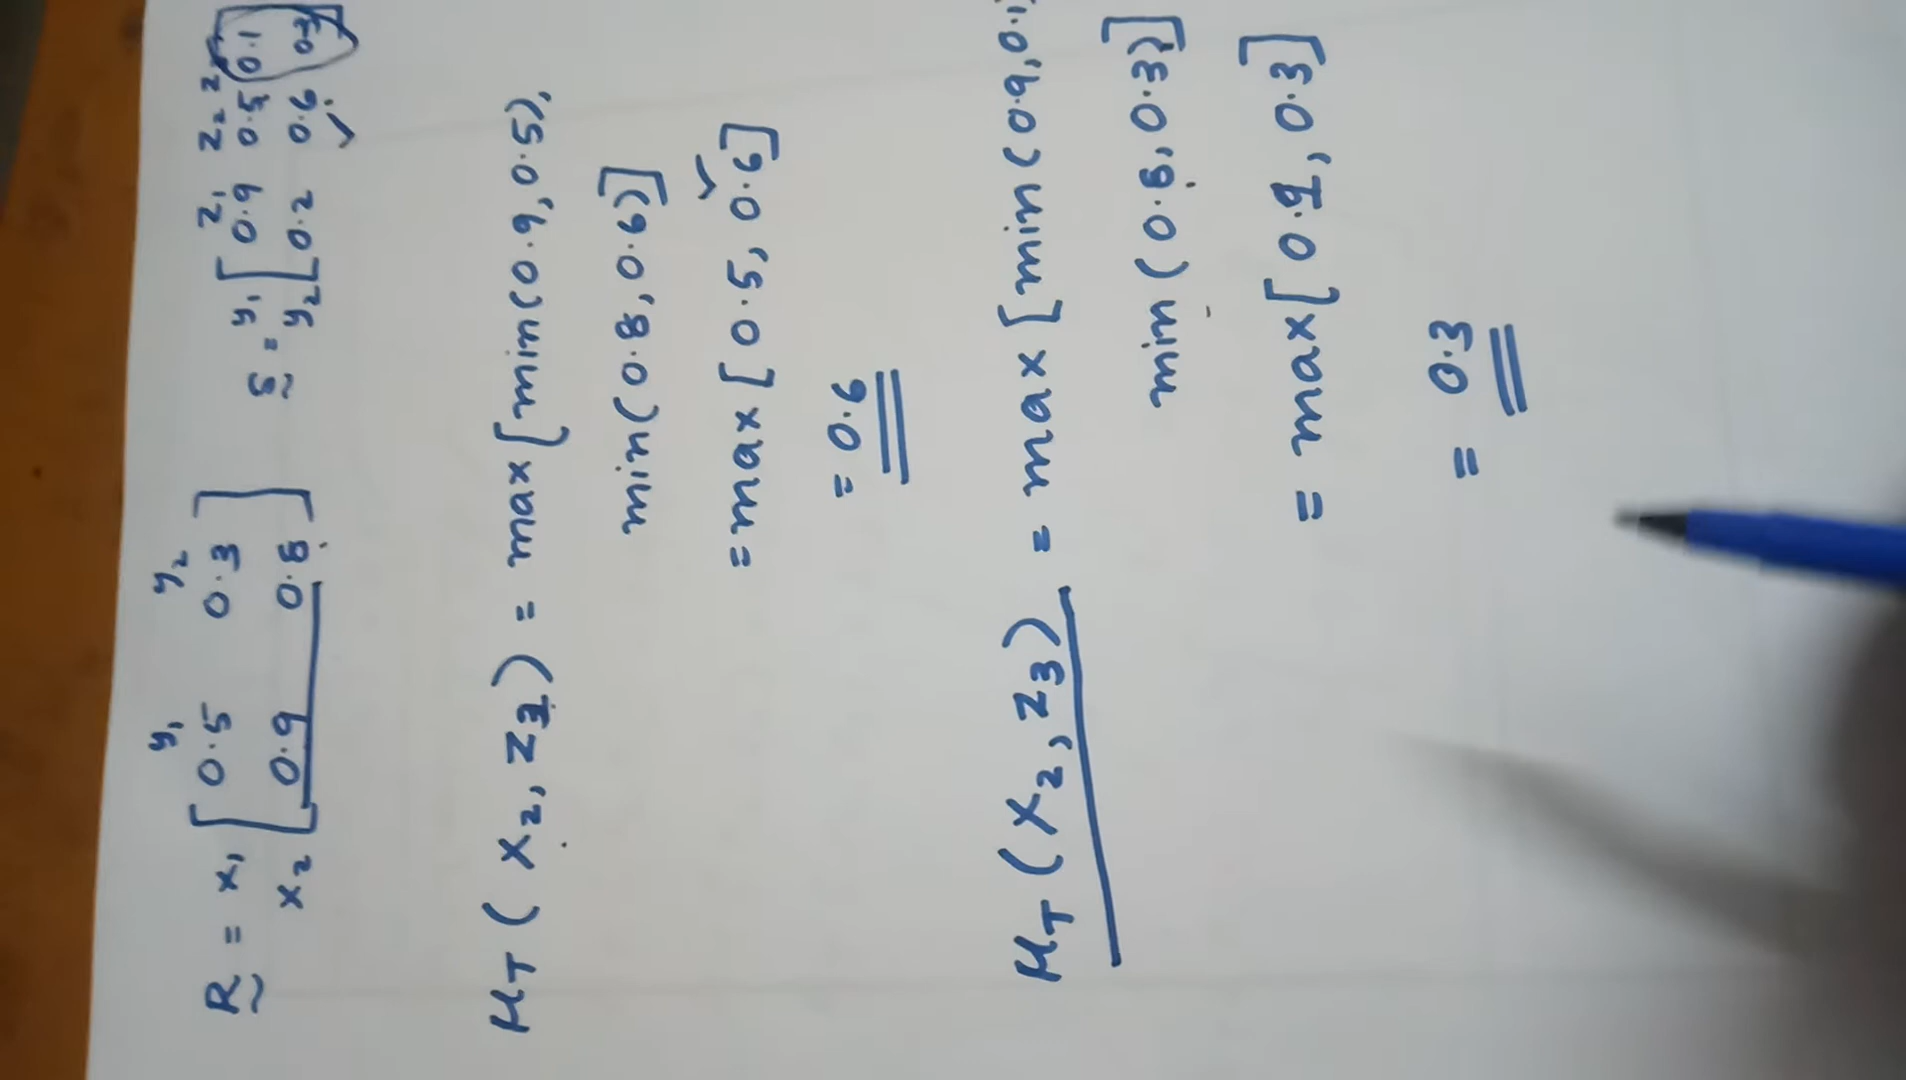 y₁ y₂ z₁ z₂ z
R = x₁ [ 0.5 0.3 ] S = y₁ [ 0.9 0.5 0.1
x₂ [ 0.9 0.8 ] y₂ [ 0.2 0.6 0.3 ]
μT ( x₂, z₂ ) = max [ min (0.9, 0.5),
min (0.8, 0.6) ]
= max [ 0.5, 0.6 ]
= 0.6
μT ( x₂, z₃ ) = max [ min (0.9, 0.1
min ( 0.8, 0.3) ]
= max [ 0.1, 0.3 ]
= 0.3